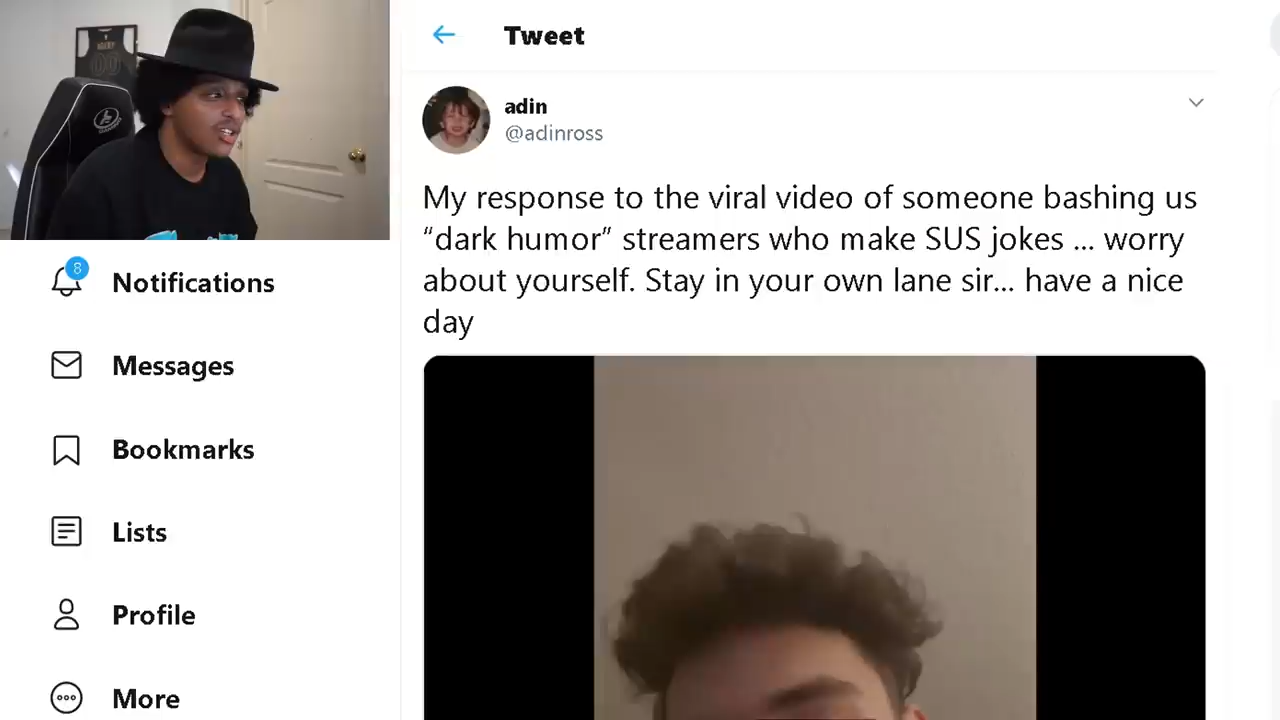 Tweet
adin
@adinross
My response to the viral video of someone bashing us
“dark humor” streamers who make SUS jokes ... worry
about yourself. Stay in your own lane sir... have a nice
day
8
Notifications
Messages
Bookmarks
Lists
Profile
More